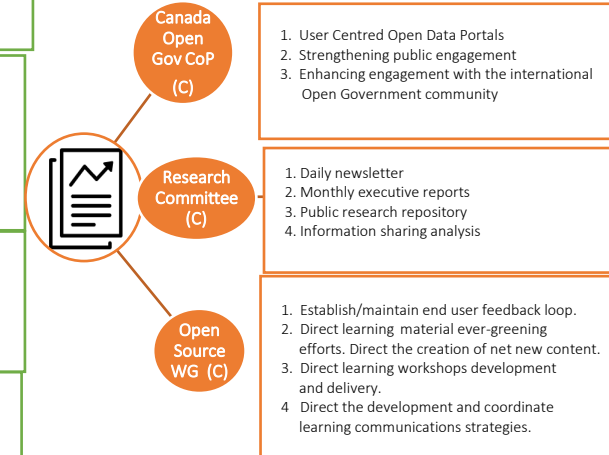 Canada
Open
Gov CoP
(C)
1. User Centred Open Data Portals
2. Strengthening public engagement
3. Enhancing engagement with the international
Open Government community
Research
Committee
(C)
1. Daily newsletter
2. Monthly executive reports
3. Public research repository
4. Information sharing analysis
Open
Source
WG (C)
1. Establish/maintain end user feedback loop.
2. Direct learning material ever-greening
efforts. Direct the creation of net new content.
3. Direct learning workshops development
and delivery.
4 Direct the development and coordinate
learning communications strategies.